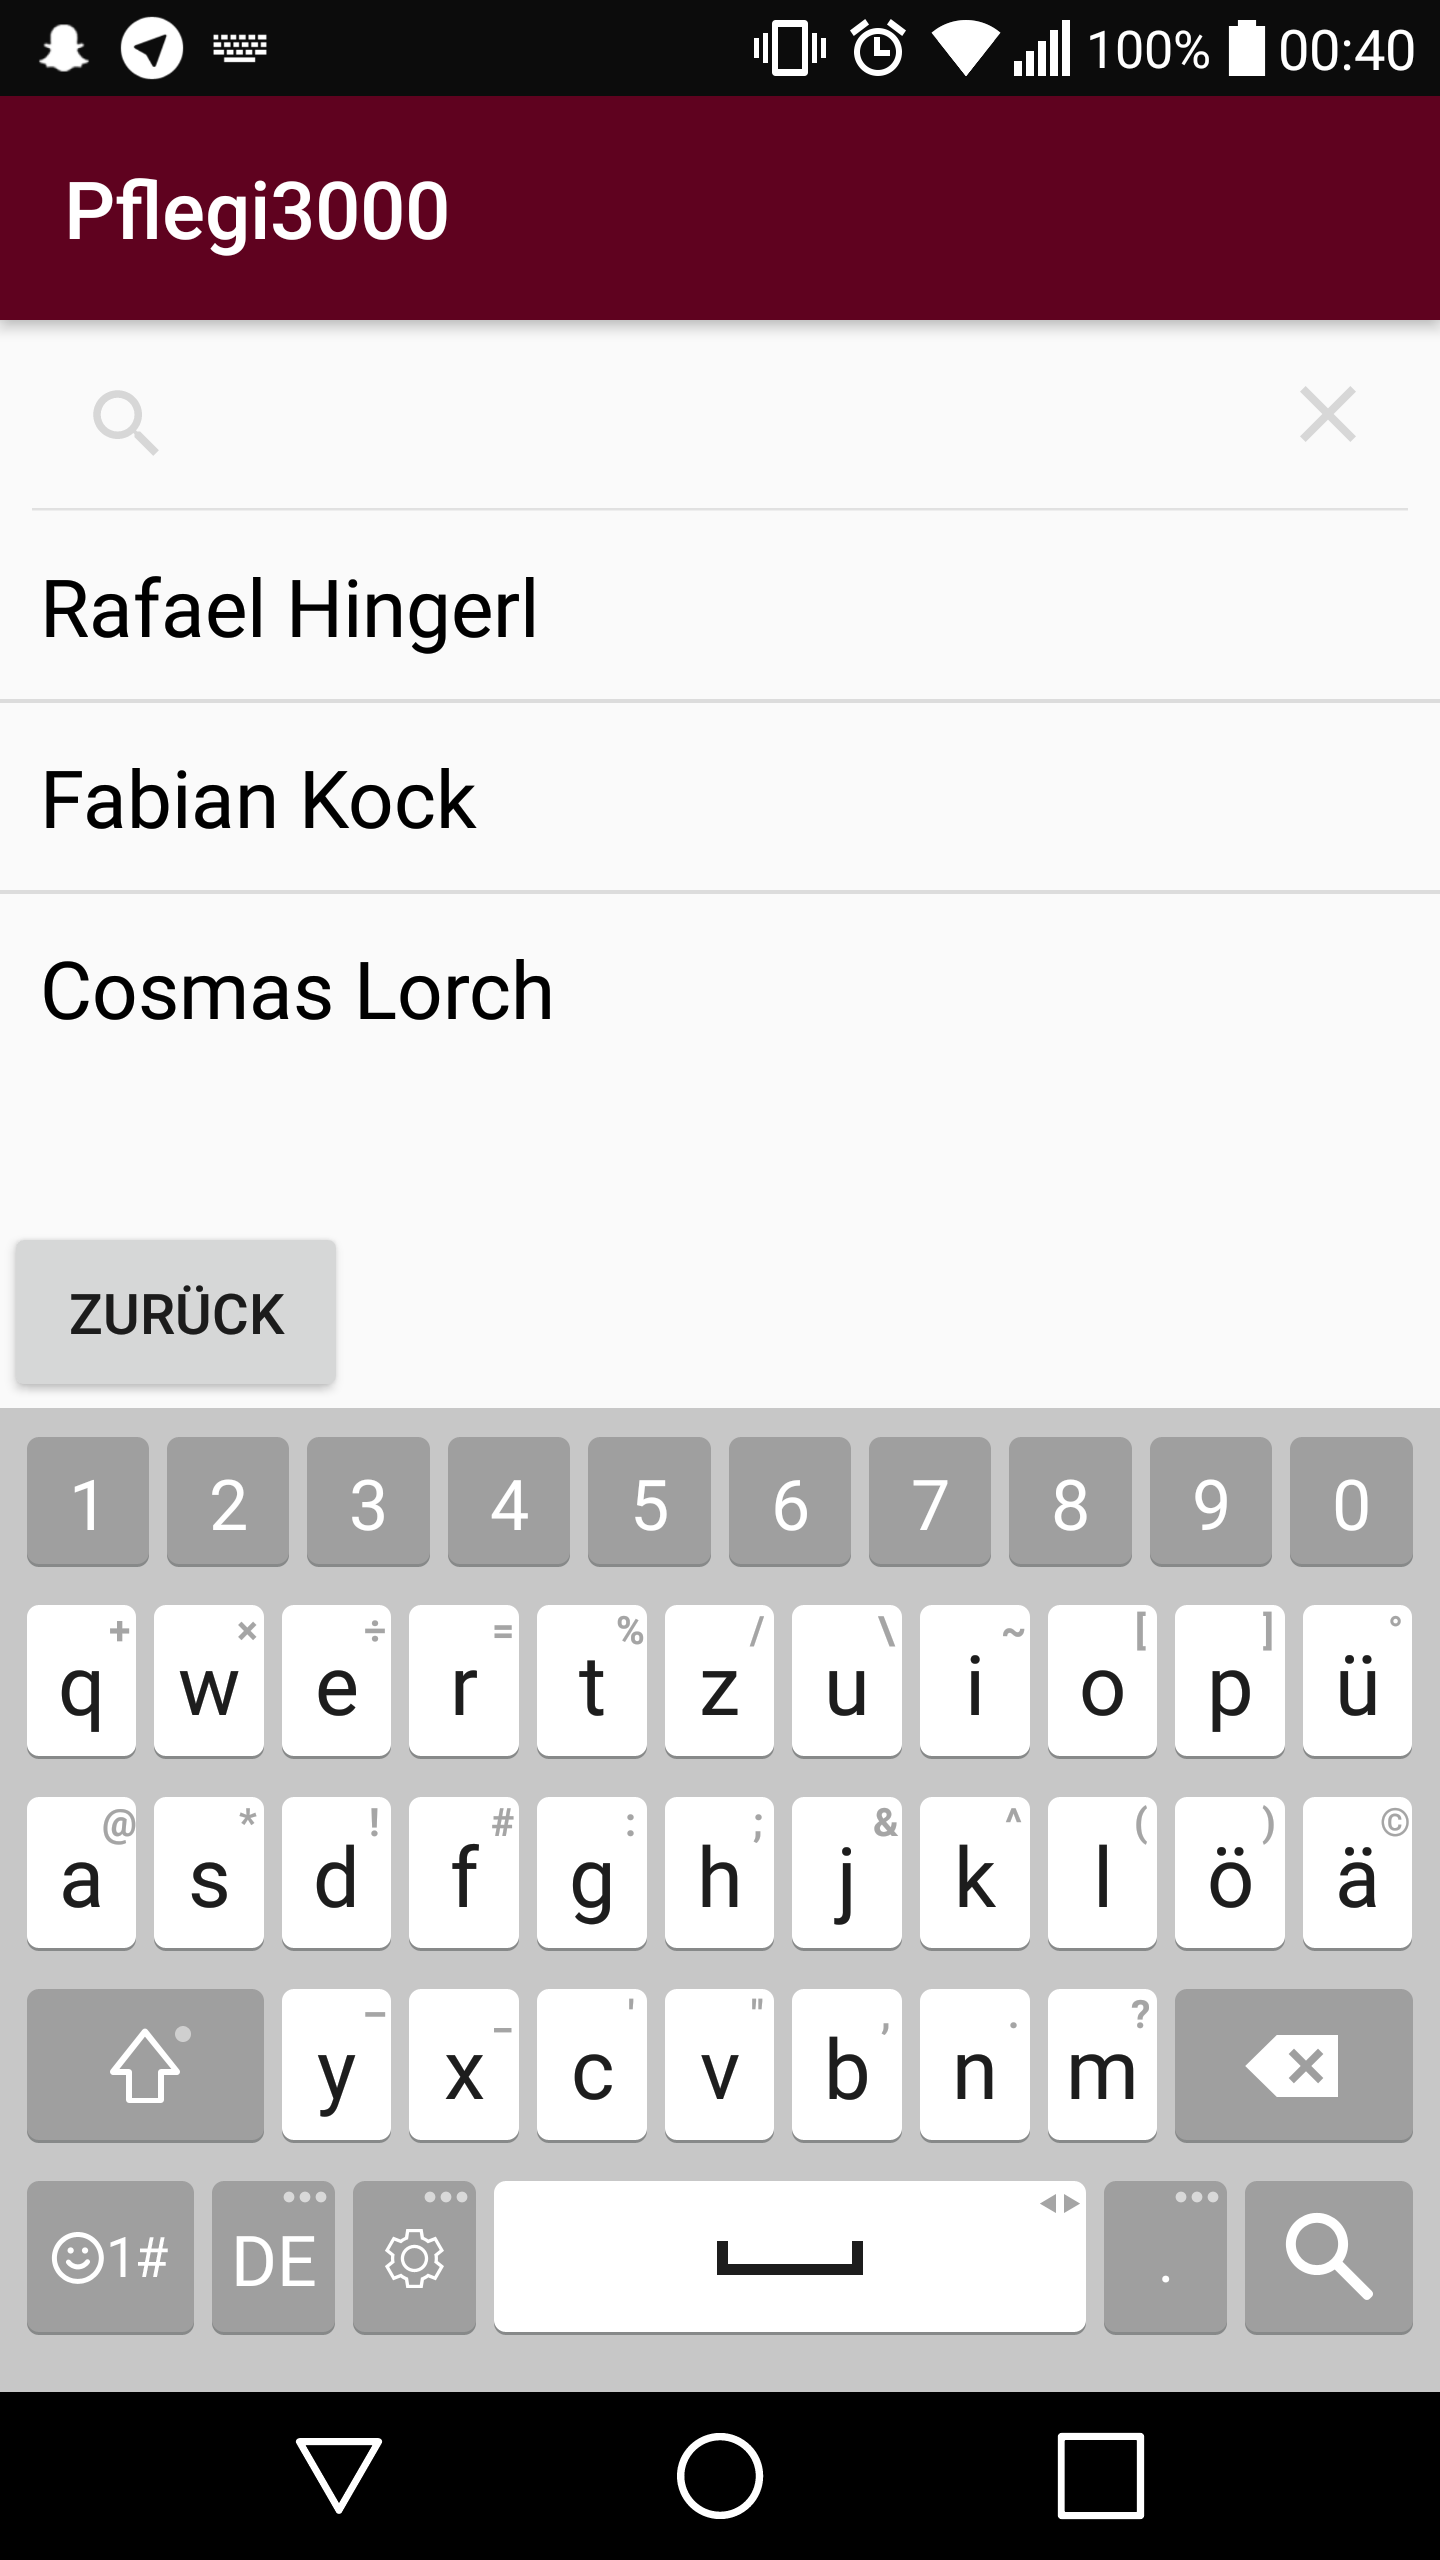 100% 00:40
Pflegi3000
Rafael Hingerl
Fabian Kock
Cosmas Lorch
ZURÜCK
1 2 3 4 5 6 7 8 9 0
+ × ÷ = % / \ ~ [ ] °
q w e r t z u i o p ü
@ * ! # : ; & ^ ( ) ©
a s d f g h j k l ö ä
– _ ' " , . ?
y x c v b n m
1# DE .